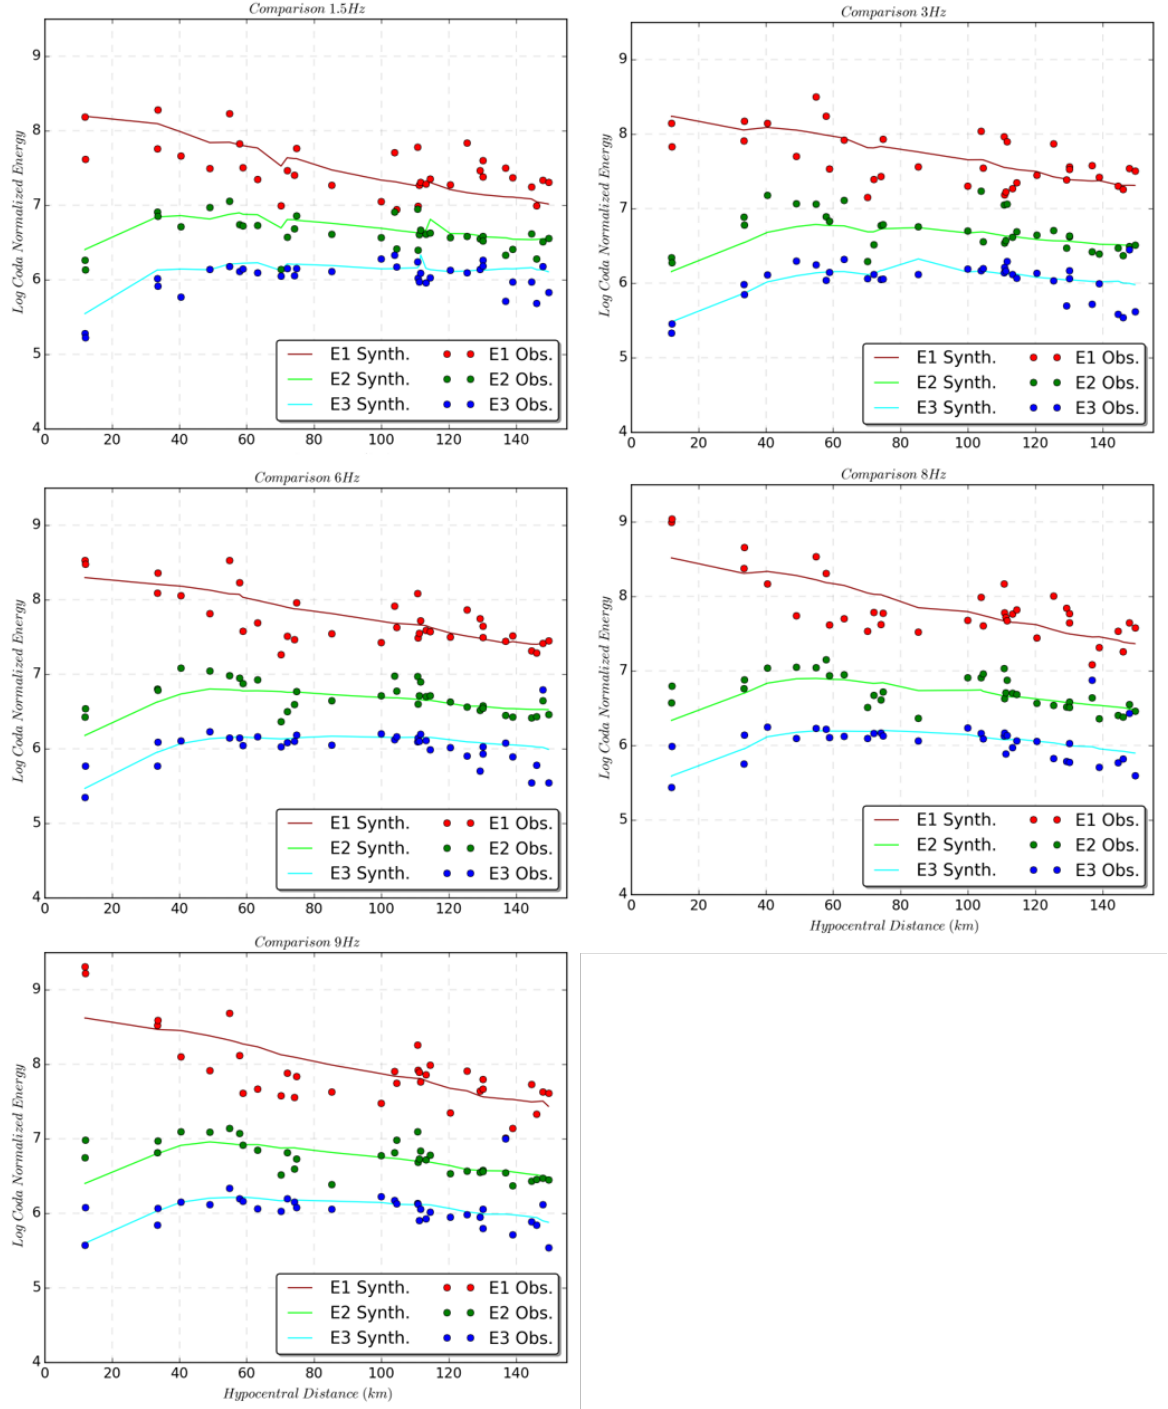 Comparison 1.5Hz
Log Coda Normalized Energy
9
8
7
6
5
4
0 20 40 60 80 100 120 140
E1 Synth. E1 Obs.
E2 Synth. E2 Obs.
E3 Synth. E3 Obs.
Comparison 3Hz
Log Coda Normalized Energy
9
8
7
6
5
4
0 20 40 60 80 100 120 140
E1 Synth. E1 Obs.
E2 Synth. E2 Obs.
E3 Synth. E3 Obs.
Comparison 6Hz
Log Coda Normalized Energy
9
8
7
6
5
4
0 20 40 60 80 100 120 140
E1 Synth. E1 Obs.
E2 Synth. E2 Obs.
E3 Synth. E3 Obs.
Comparison 8Hz
Log Coda Normalized Energy
9
8
7
6
5
4
0 20 40 60 80 100 120 140
E1 Synth. E1 Obs.
E2 Synth. E2 Obs.
E3 Synth. E3 Obs.
Hypocentral Distance (km)
Comparison 9Hz
Log Coda Normalized Energy
9
8
7
6
5
4
0 20 40 60 80 100 120 140
E1 Synth. E1 Obs.
E2 Synth. E2 Obs.
E3 Synth. E3 Obs.
Hypocentral Distance (km)